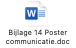 W
Bijlage 14 Poster
communicatie.doc